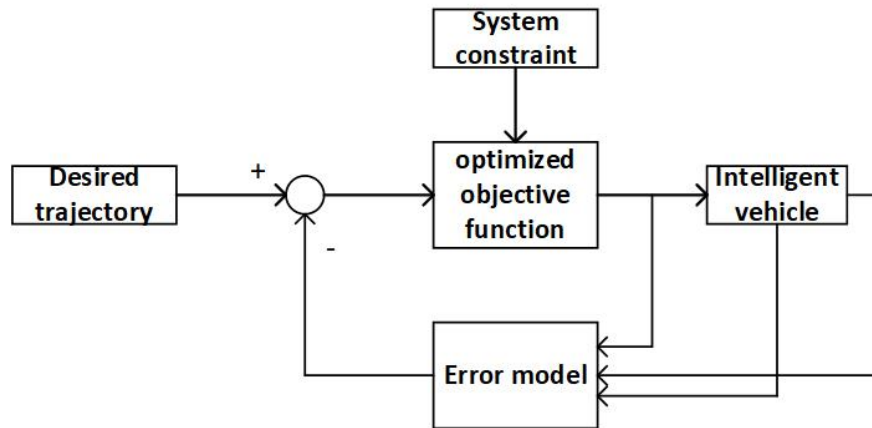 System
constraint
optimized
objective
function
Desired
trajectory
+
-
Intelligent
vehicle
Error model